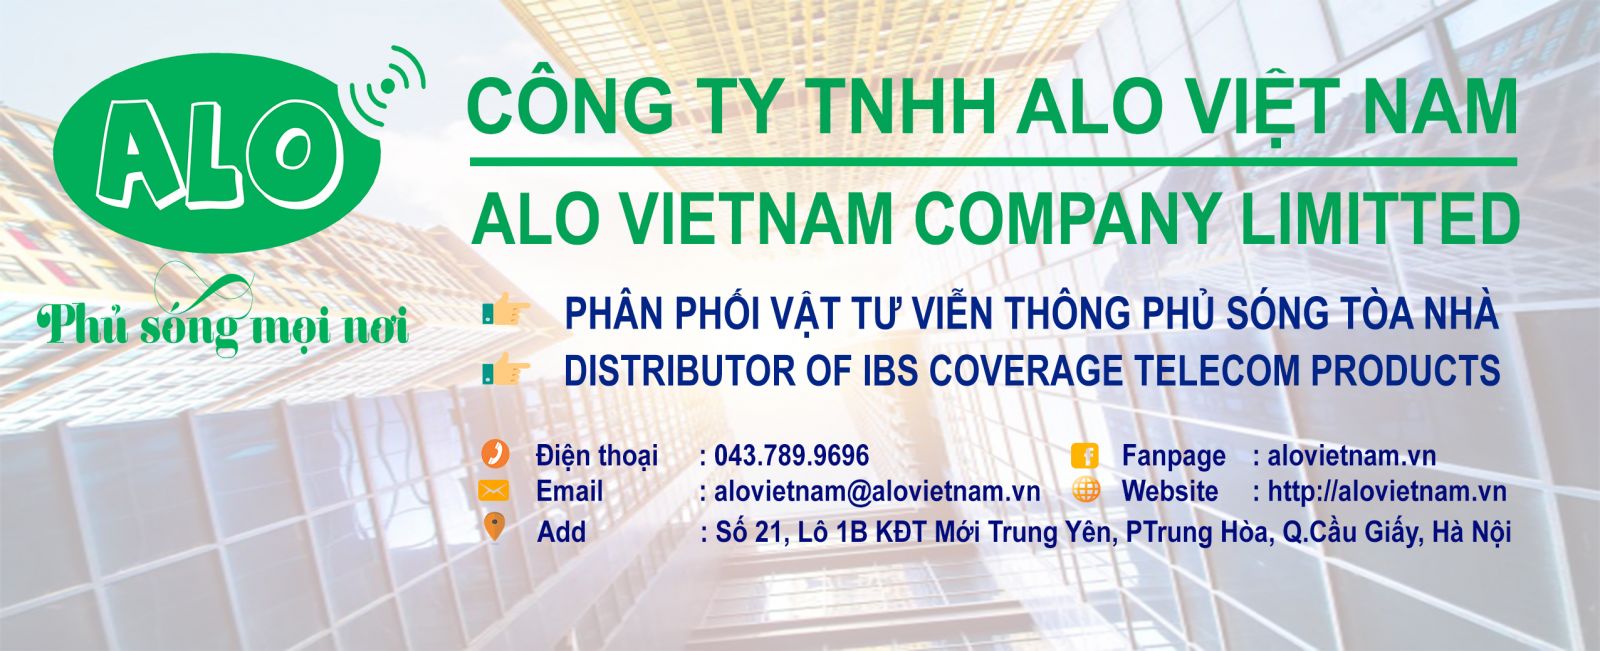 ALO
Phủ sóng mọi nơi
CÔNG TY TNHH ALO VIỆT NAM
ALO VIETNAM COMPANY LIMITTED
PHÂN PHỐI VẬT TƯ VIỄN THÔNG PHỦ SÓNG TÒA NHÀ
DISTRIBUTOR OF IBS COVERAGE TELECOM PRODUCTS
Điện thoại : 043.789.9696
Fanpage : alovietnam.vn
Email : alovietnam@alovietnam.vn
Website : http://alovietnam.vn
Add : Số 21, Lô 1B KĐT Mới Trung Yên, PTrung Hòa, Q.Cầu Giấy, Hà Nội